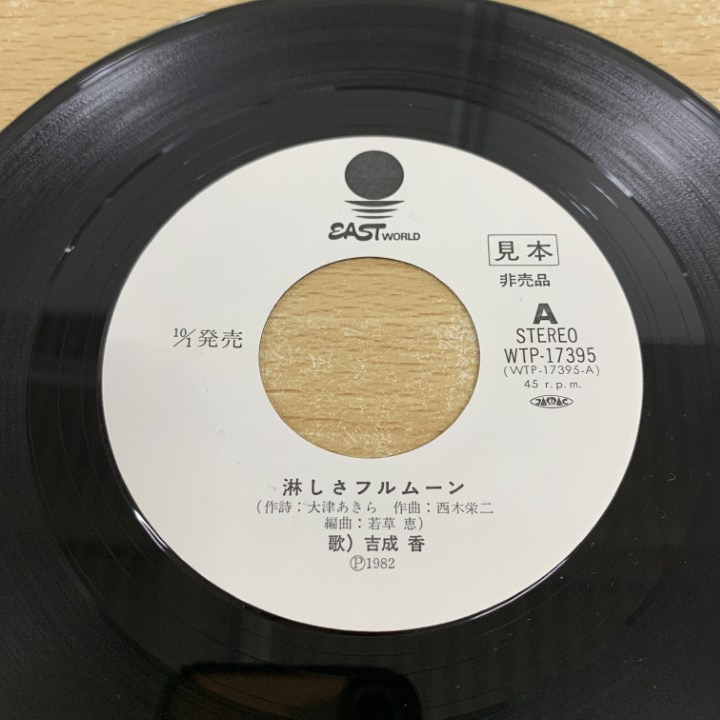 EAST WORLD
見本
非売品
A
STEREO
WTP-17395
(WTP-17395-A)
45 r.p.m.
JASRAC
10/1発売
淋しさフルムーン
(作詩：大津あきら 作曲：西木栄二
編曲：若草 恵)
歌) 吉成 香
Ⓟ1982